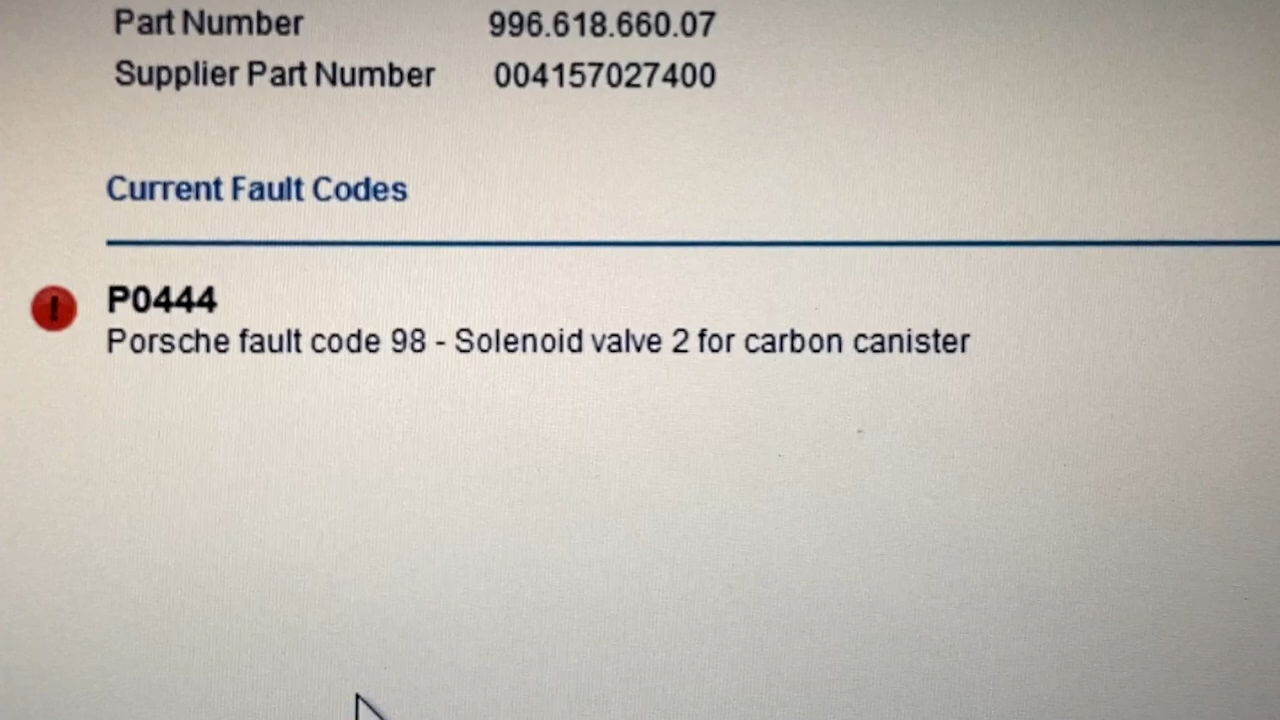 Part Number 996.618.660.07
Supplier Part Number 004157027400
Current Fault Codes
! P0444
Porsche fault code 98 - Solenoid valve 2 for carbon canister